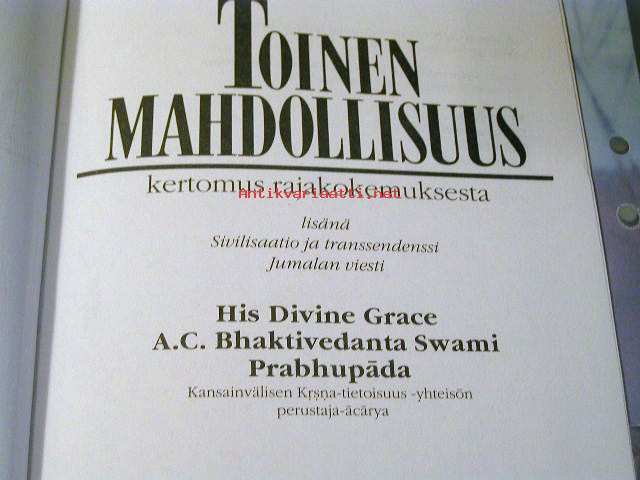 TOINEN
MAHDOLLISUUS
kertomus rajakokemuksesta
Antikvariaatti.net
lisänä
Sivilisaatio ja transsendenssi
Jumalan viesti
His Divine Grace
A.C. Bhaktivedanta Swami
Prabhupāda
Kansainvälisen Kṛṣṇa-tietoisuus -yhteisön
perustaja-ācārya